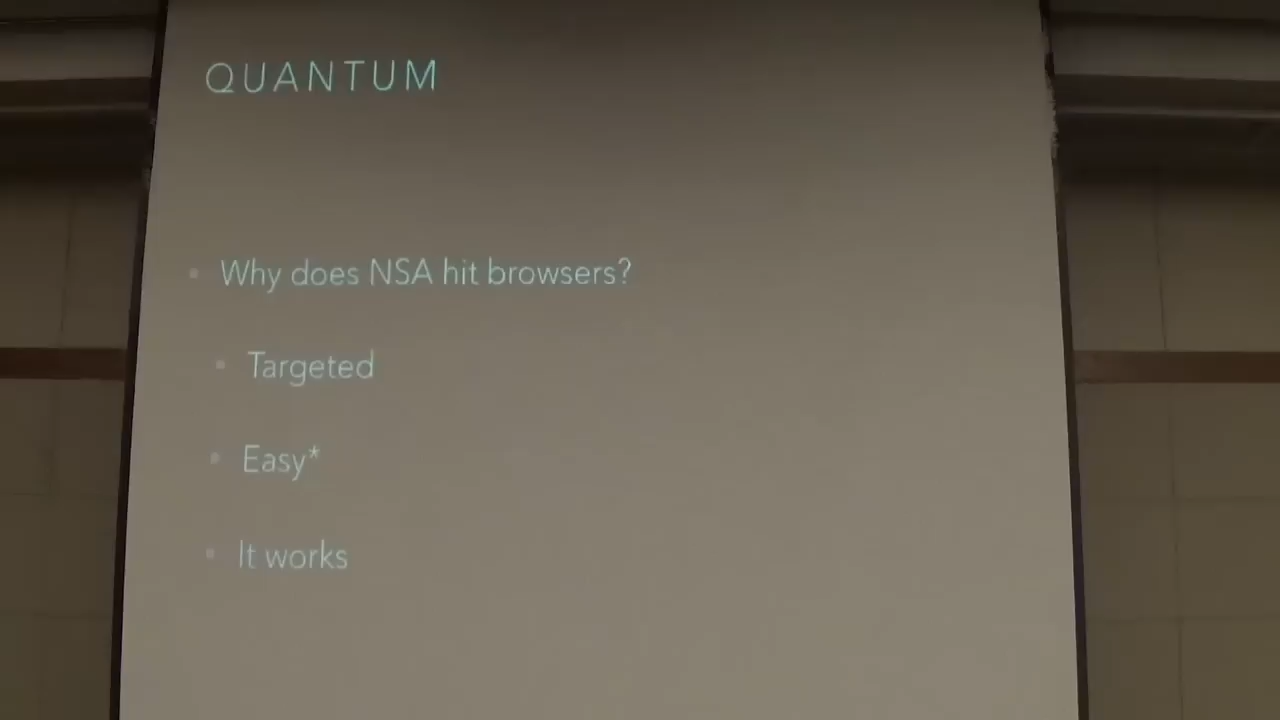 QUANTUM
Why does NSA hit browsers?
Targeted
Easy*
It works